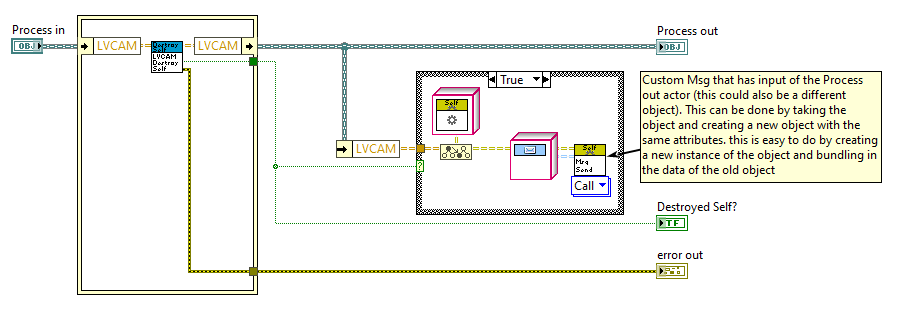 Process in
OBJ
LVCAM
Destroy
Self
LVCAM
Destroy
Self
LVCAM
Process out
OBJ
True
Self
LVCAM
?
Self
Msg
Send
Call
Custom Msg that has input of the Process
out actor (this could also be a different
object). This can be done by taking the
object and creating a new object with the
same attributes. this is easy to do by creating
a new instance of the object and bundling in
the data of the old object
Destroyed Self?
TF
error out